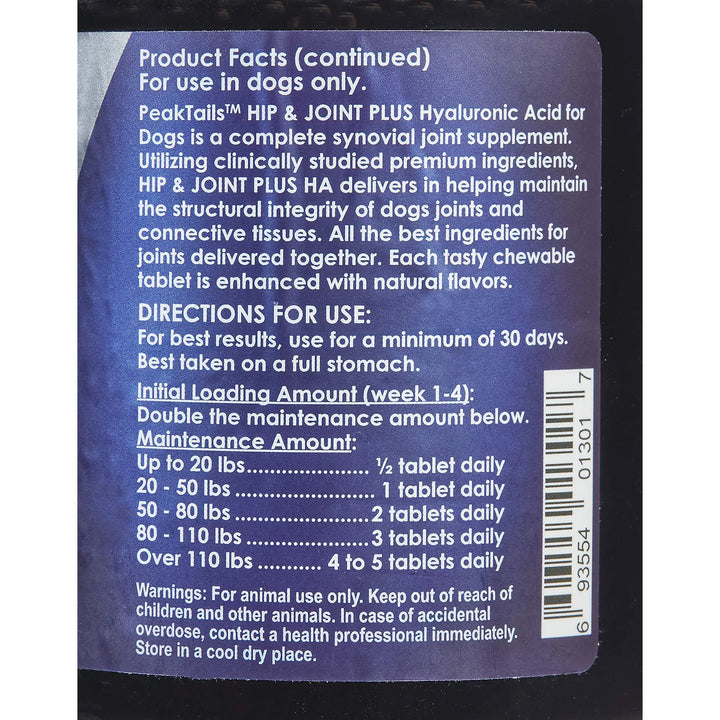 Product Facts (continued)
For use in dogs only.
PeakTails™ HIP & JOINT PLUS Hyaluronic Acid for
Dogs is a complete synovial joint supplement.
Utilizing clinically studied premium ingredients,
HIP & JOINT PLUS HA delivers in helping maintain
the structural integrity of dogs joints and
connective tissues. All the best ingredients for
joints delivered together. Each tasty chewable
tablet is enhanced with natural flavors.
DIRECTIONS FOR USE:
For best results, use for a minimum of 30 days.
Best taken on a full stomach.
Initial Loading Amount (week 1-4):
Double the maintenance amount below.
Maintenance Amount:
Up to 20 lbs..................... ½ tablet daily
20 - 50 lbs ........................ 1 tablet daily
50 - 80 lbs ....................... 2 tablets daily
80 - 110 lbs ..................... 3 tablets daily
Over 110 lbs ............ 4 to 5 tablets daily
Warnings: For animal use only. Keep out of reach of
children and other animals. In case of accidental
overdose, contact a health professional immediately.
Store in a cool dry place.
6 93554 01301 7